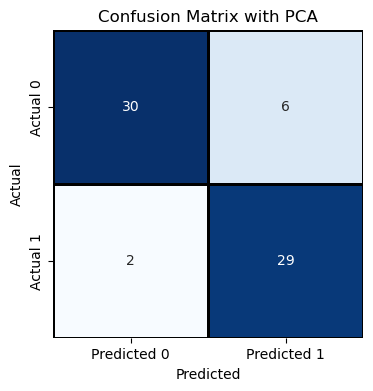 Confusion Matrix with PCA
Actual
Actual 0
30
6
Actual 1
2
29
Predicted 0
Predicted 1
Predicted